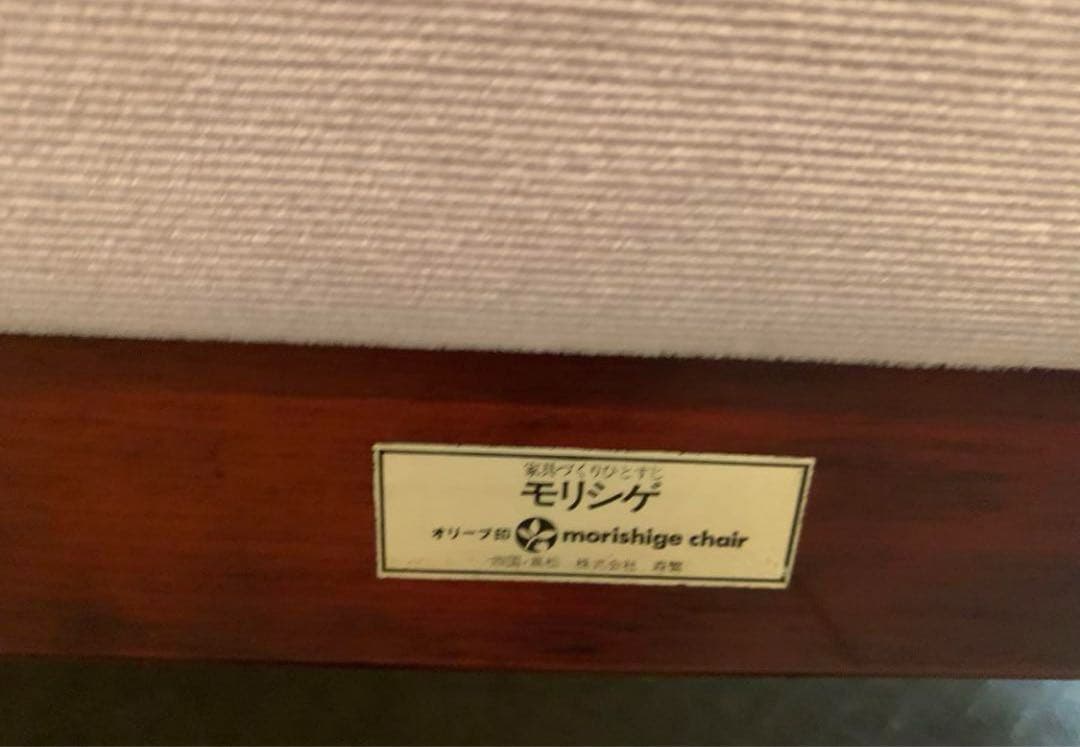 家具づくりひとすじ
モリシゲ
オリーブ印 morishige chair
四国・高松 株式会社 森繁